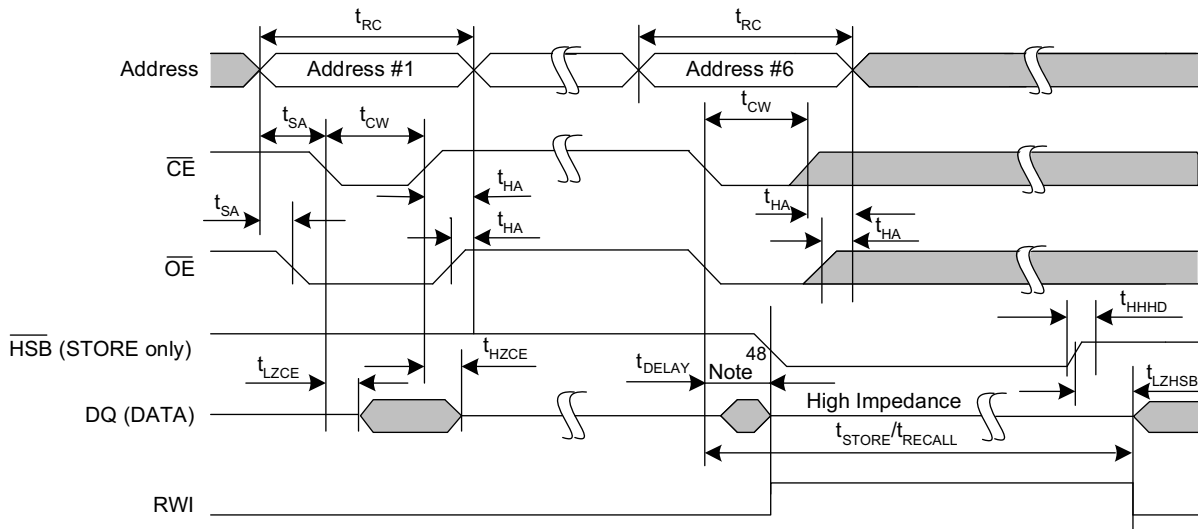 tRC
tRC
Address
Address #1
Address #6
tSA
tCW
tCW
CE
tHA
tSA
tHA
tHA
tHA
OE
tHHHD
HSB (STORE only)
tHZCE
48
tLZCE
tDELAY
Note
tLZHSB
DQ (DATA)
High Impedance
tSTORE/tRECALL
RWI